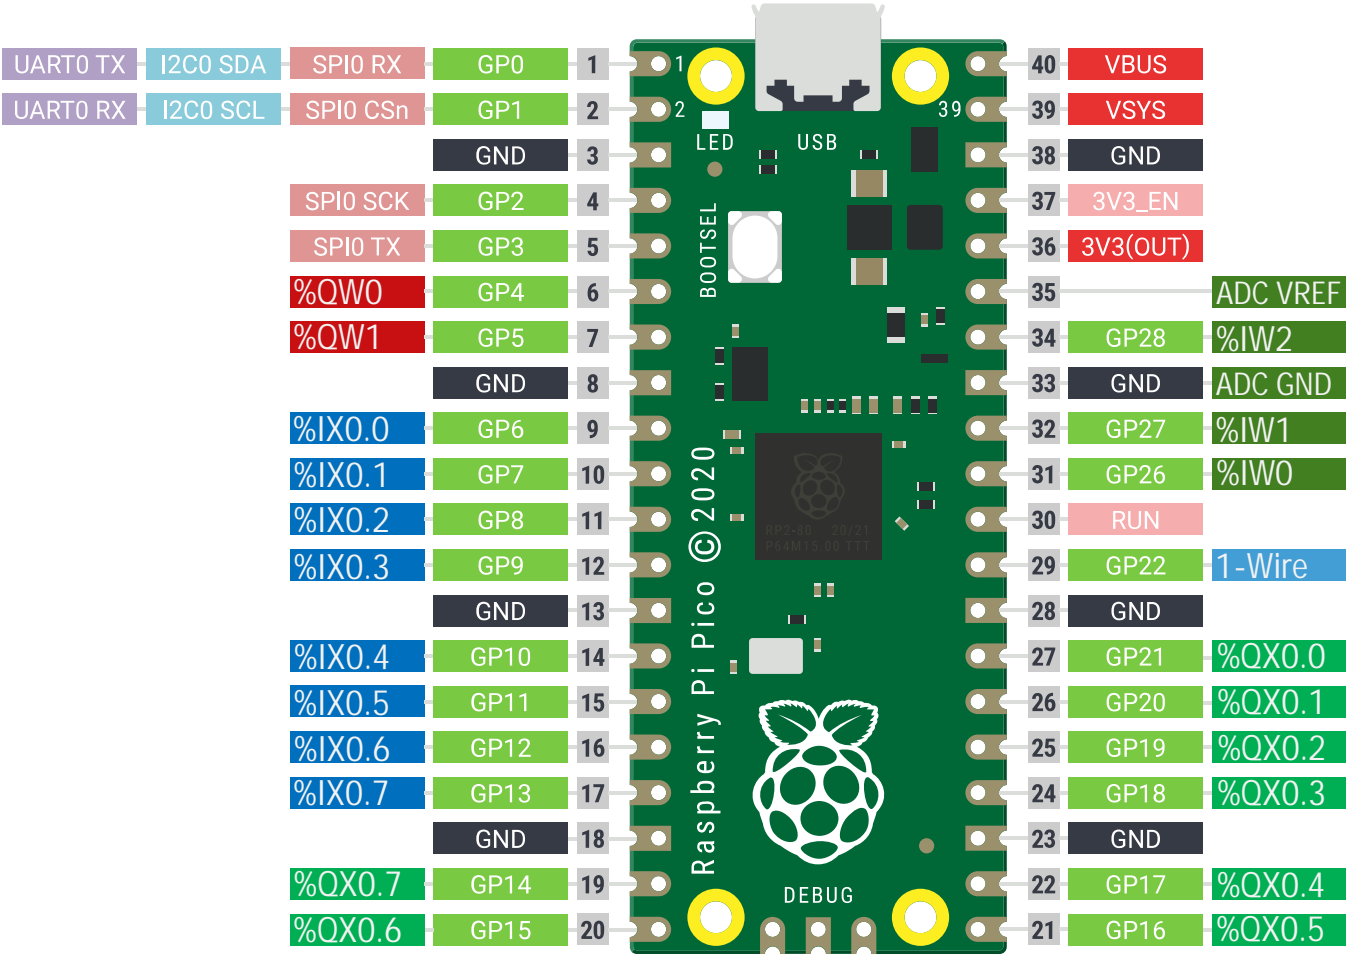 UART0 TX I2C0 SDA SPI0 RX GP0 1 1 40 VBUS
UART0 RX I2C0 SCL SPI0 CSn GP1 2 2 39 39 VSYS
GND 3 LED USB 38 GND
SPI0 SCK GP2 4 37 3V3_EN
SPI0 TX GP3 5 BOOTSEL 36 3V3(OUT)
%QW0 GP4 6 35 ADC VREF
%QW1 GP5 7 34 GP28 %IW2
GND 8 33 GND ADC GND
%IX0.0 GP6 9 32 GP27 %IW1
%IX0.1 GP7 10 31 GP26 %IW0
%IX0.2 GP8 11 30 RUN
RP2-B0 20/21
P64M15.00 TTT
%IX0.3 GP9 12 29 GP22 1-Wire
GND 13 28 GND
%IX0.4 GP10 14 27 GP21 %QX0.0
Raspberry Pi Pico © 2020
%IX0.5 GP11 15 26 GP20 %QX0.1
%IX0.6 GP12 16 25 GP19 %QX0.2
%IX0.7 GP13 17 24 GP18 %QX0.3
GND 18 23 GND
%QX0.7 GP14 19 DEBUG 22 GP17 %QX0.4
%QX0.6 GP15 20 21 GP16 %QX0.5